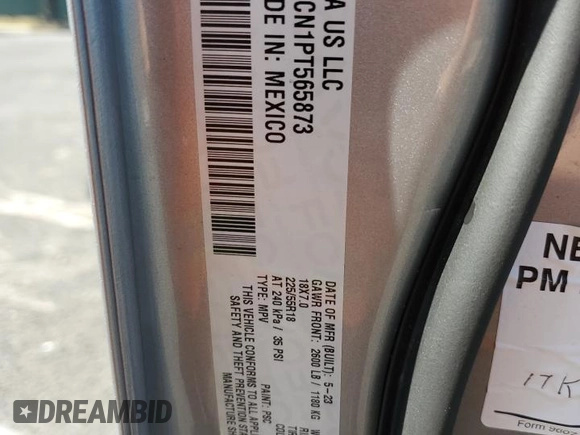 A US LLC
CN1PT565873
DE IN: MEXICO
DATE OF MFR (BUILT): 5-23
GAWR FRONT: 2600 LB / 1180 KG
18X7.0
225/55R18
AT 240 kPa / 35 PSI
TYPE: MPV
PAINT: PSC
THIS VEHICLE CONFORMS TO ALL APPL
SAFETY AND THEFT PREVENTION STA
MANUFACTURE SH
NE
PM
17K
Form
DREAMBID